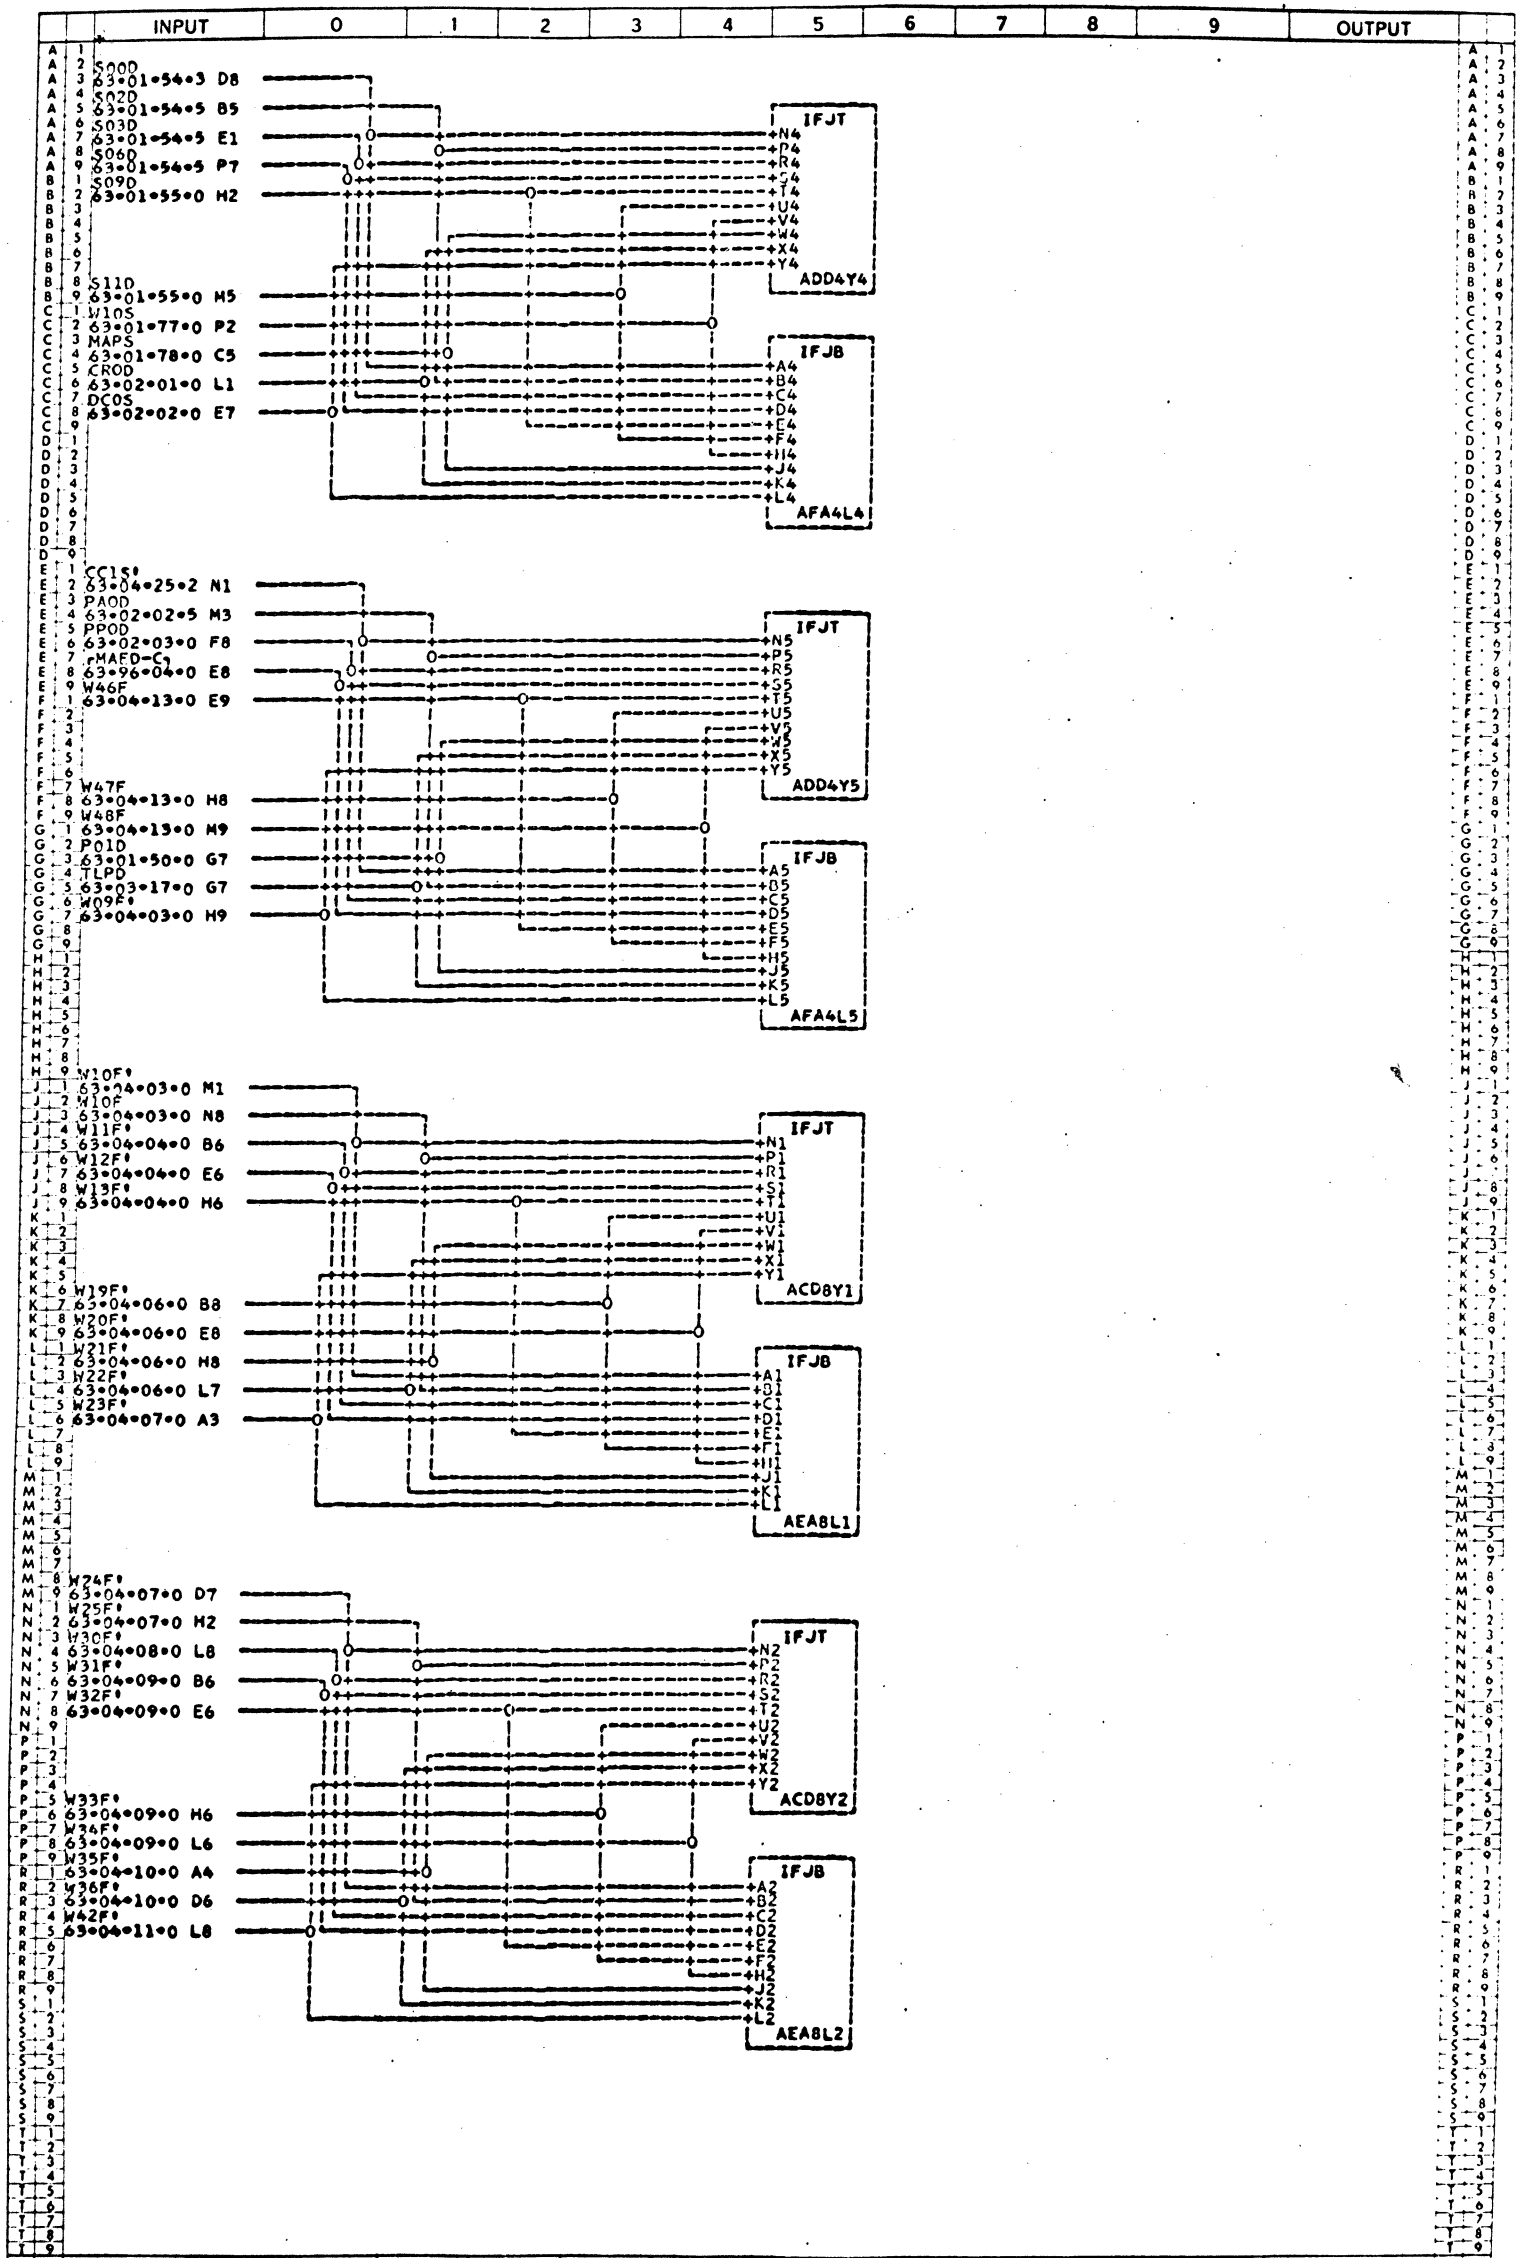 INPUT 0 1 2 3 4 5 6 7 8 9 OUTPUT
S00D
63•01•54•3 D8
S02D
63•01•54•5 B5
S03D
63•01•54•5 E1
S06D
63•01•54•5 P7
S09D
63•01•55•0 H2
IFJT
N4
P4
R4
S4
T4
U4
V4
W4
X4
Y4
ADD4Y4
S11D
63•01•55•0 M5
W10S
63•01•77•0 P2
MAPS
63•01•78•0 C5
CROD
63•02•01•0 L1
DCOS
63•02•02•0 E7
IFJB
A4
B4
C4
D4
E4
F4
H4
J4
K4
L4
AFA4L4
CC1S'
63•04•25•2 N1
PAOD
63•02•02•5 M3
PPOD
63•02•03•0 F8
┌MAED-C┐
63•96•04•0 E8
W46F
63•04•13•0 E9
IFJT
N5
P5
R5
S5
T5
U5
V5
W5
X5
Y5
ADD4Y5
W47F
63•04•13•0 H8
W48F
63•04•13•0 M9
P01D
63•01•50•0 G7
TLPD
63•03•17•0 G7
W09F'
63•04•03•0 H9
IFJB
A5
B5
C5
D5
E5
F5
H5
J5
K5
L5
AFA4L5
W10F'
63•04•03•0 M1
W10F
63•04•03•0 N8
W11F'
63•04•04•0 B6
W12F'
63•04•04•0 E6
W13F'
63•04•04•0 H6
IFJT
N1
P1
R1
S1
T1
U1
V1
W1
X1
Y1
ACD8Y1
W19F'
63•04•06•0 B8
W20F'
63•04•06•0 E8
W21F'
63•04•06•0 H8
W22F'
63•04•06•0 L7
W23F'
63•04•07•0 A3
IFJB
A1
B1
C1
D1
E1
F1
H1
J1
K1
L1
AEA8L1
W24F'
63•04•07•0 D7
W25F'
63•04•07•0 H2
W30F'
63•04•08•0 L8
W31F'
63•04•09•0 B6
W32F'
63•04•09•0 E6
IFJT
N2
P2
R2
S2
T2
U2
V2
W2
X2
Y2
ACD8Y2
W33F'
63•04•09•0 H6
W34F'
63•04•09•0 L6
W35F'
63•04•10•0 A4
W36F'
63•04•10•0 D6
W42F'
63•04•11•0 L8
IFJB
A2
B2
C2
D2
E2
F2
H2
J2
K2
L2
AEA8L2